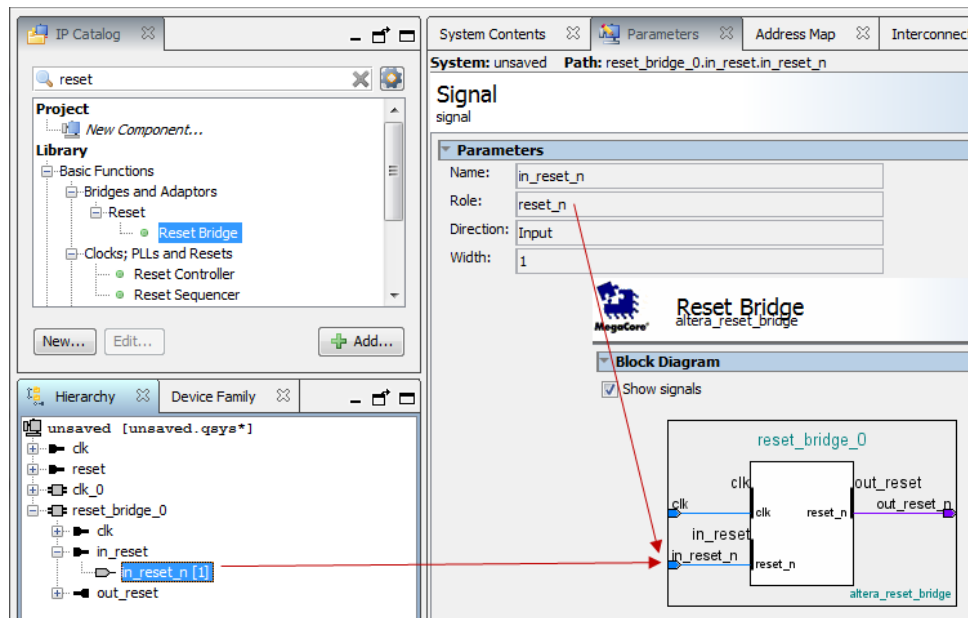 IP Catalog
reset
Project
New Component...
Library
Basic Functions
Bridges and Adaptors
Reset
Reset Bridge
Clocks; PLLs and Resets
Reset Controller
Reset Sequencer
New...
Edit...
Add...
Hierarchy
Device Family
unsaved [unsaved.qsys*]
clk
reset
clk_0
reset_bridge_0
clk
in_reset
in_reset_n [1]
out_reset
System Contents
Parameters
Address Map
Interconnect
System: unsaved Path: reset_bridge_0.in_reset.in_reset_n
Signal
signal
Parameters
Name: in_reset_n
Role: reset_n
Direction: Input
Width: 1
MegaCore®
Reset Bridge
altera_reset_bridge
Block Diagram
Show signals
reset_bridge_0
clk
out_reset
clk
out_reset_n
clk
reset_n
in_reset
in_reset_n
reset_n
altera_reset_bridge